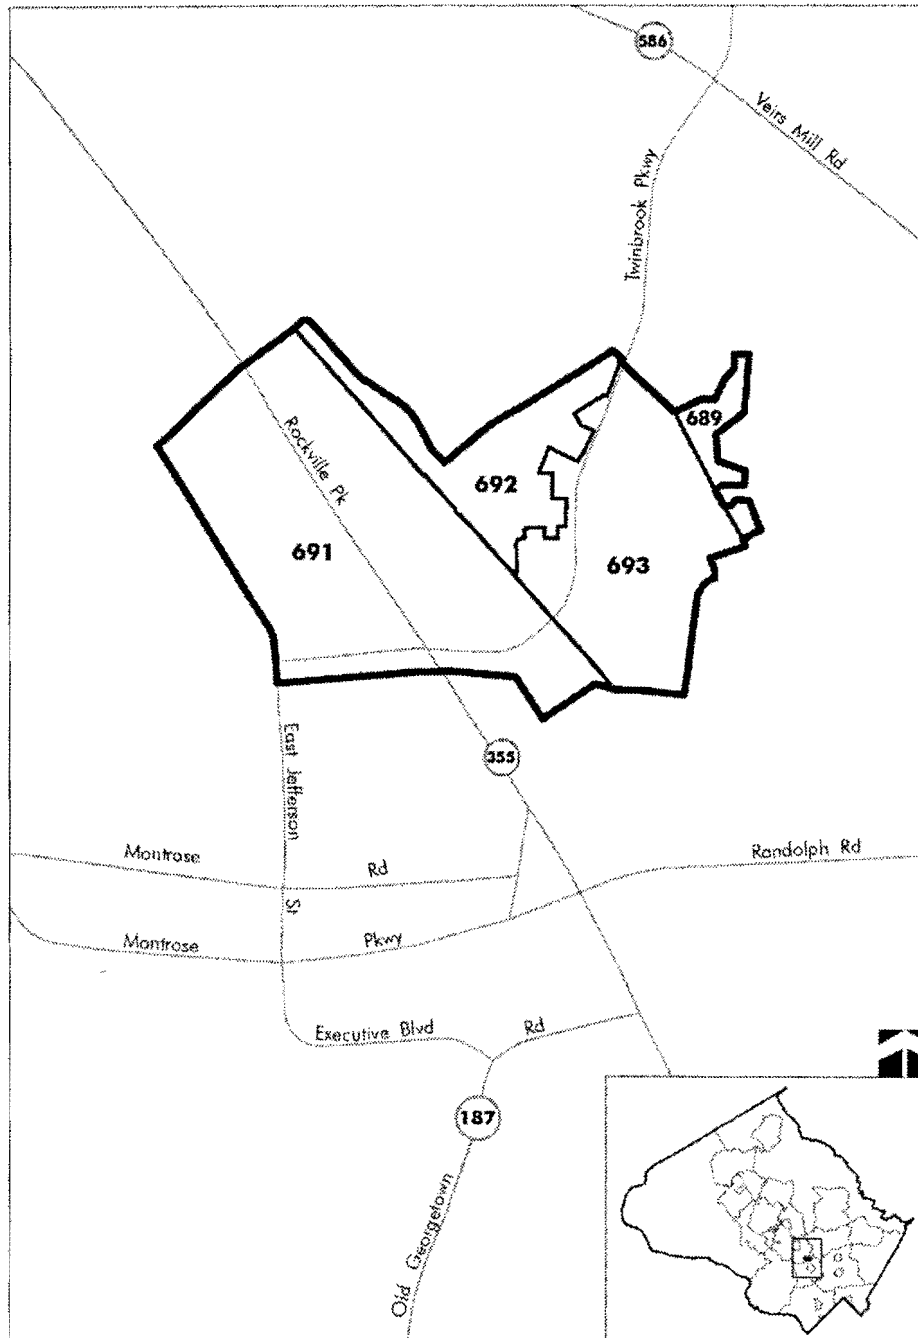 586
Veirs Mill Rd
Twinbrook Pkwy
689
Rockville Pk
692
691
693
East Jefferson St
355
Montrose Rd
Randolph Rd
Montrose Pkwy
Executive Blvd
Rd
187
Old Georgetown